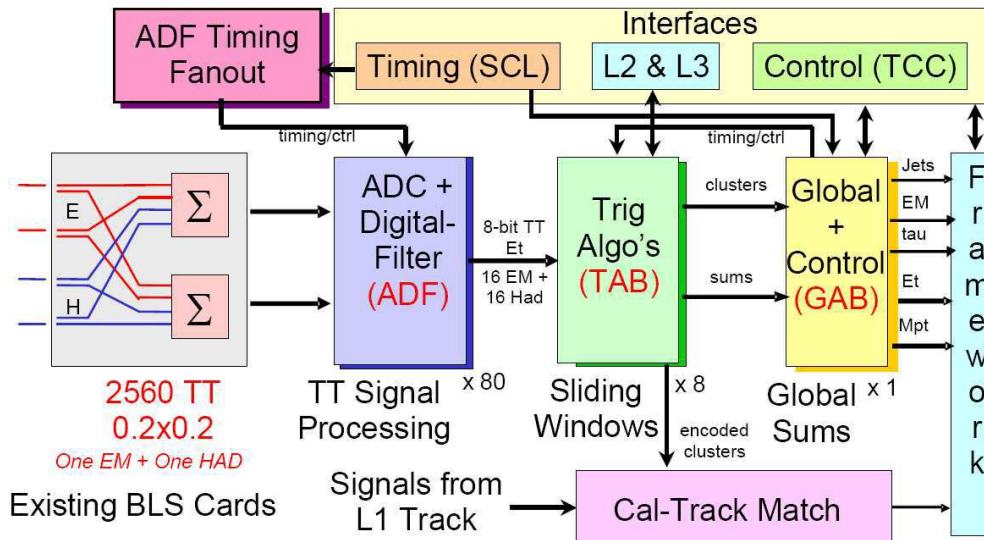 Interfaces
ADF Timing
Fanout
Timing (SCL)
L2 & L3
Control (TCC)
timing/ctrl
timing/ctrl
E
H
Σ
Σ
ADC +
Digital-
Filter
(ADF)
8-bit TT
Et
16 EM +
16 Had
Trig
Algo's
(TAB)
clusters
sums
Global
+
Control
(GAB)
Jets
EM
tau
Et
Mpt
Framework
2560 TT
0.2x0.2
One EM + One HAD
Existing BLS Cards
x 80
TT Signal
Processing
x 8
Sliding
Windows
x 1
Global
Sums
encoded
clusters
Signals from
L1 Track
Cal-Track Match